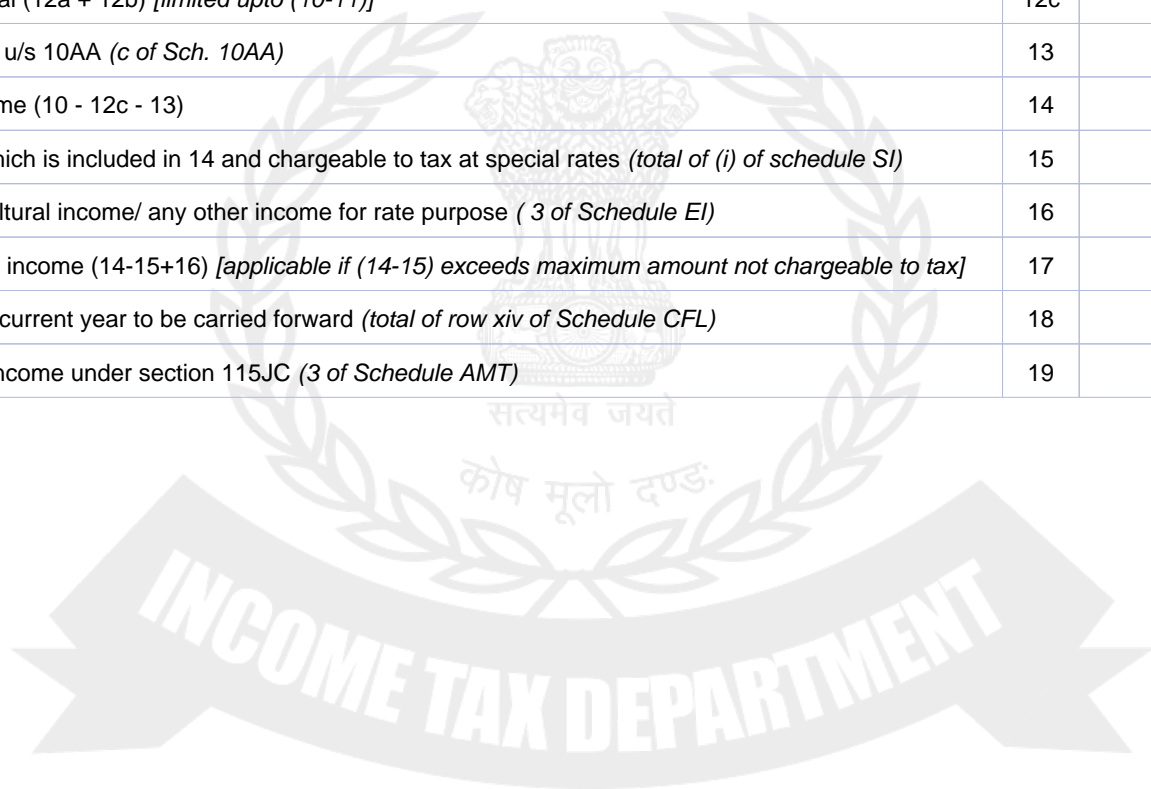 al (12a + 12b) [limited upto (10-11)] 12c
u/s 10AA (c of Sch. 10AA) 13
me (10 - 12c - 13) 14
hich is included in 14 and chargeable to tax at special rates (total of (i) of schedule SI) 15
ltural income/ any other income for rate purpose ( 3 of Schedule EI) 16
income (14-15+16) [applicable if (14-15) exceeds maximum amount not chargeable to tax] 17
current year to be carried forward (total of row xiv of Schedule CFL) 18
ncome under section 115JC (3 of Schedule AMT) 19
सत्यमेव जयते
कोष मूलो दण्डः
INCOME TAX DEPARTMENT